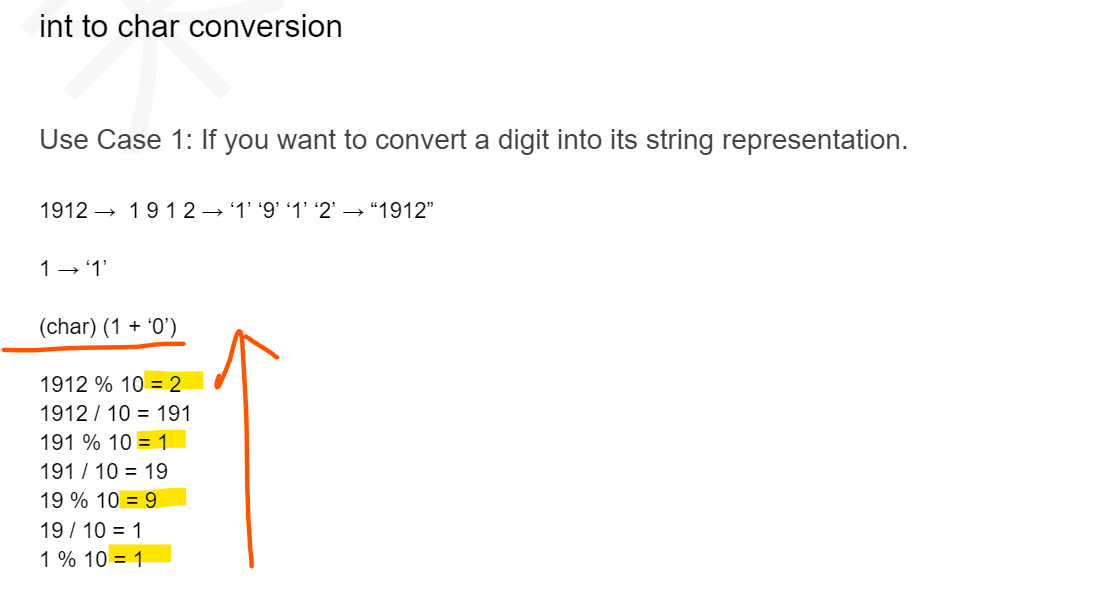 int to char conversion
Use Case 1: If you want to convert a digit into its string representation.
1912 → 1 9 1 2 → ‘1’ ‘9’ ‘1’ ‘2’ → “1912”
1 → ‘1’
(char) (1 + ‘0’)
1912 % 10 = 2
1912 / 10 = 191
191 % 10 = 1
191 / 10 = 19
19 % 10 = 9
19 / 10 = 1
1 % 10 = 1